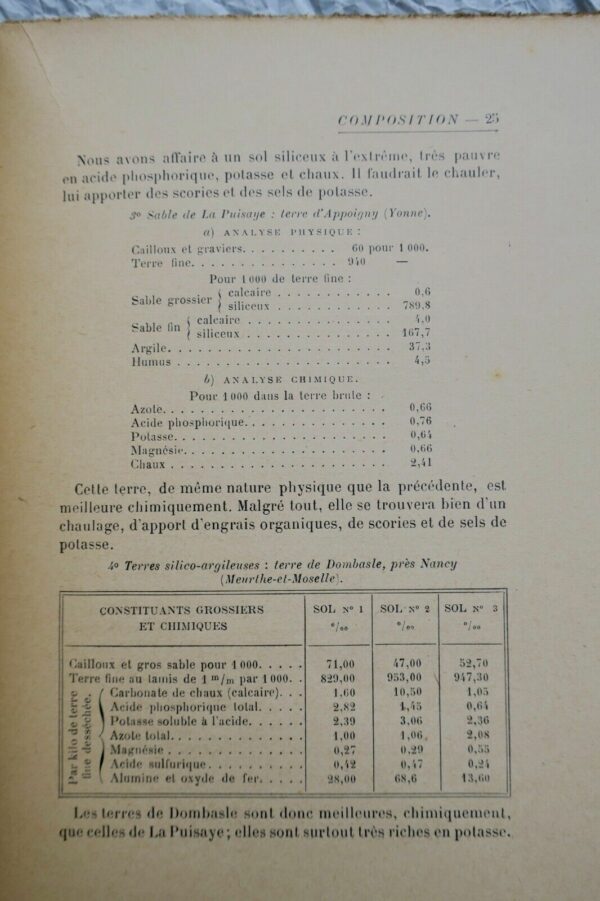 COMPOSITION — 25
Nous avons affaire à un sol siliceux à l'extrême, très pauvre
en acide phosphorique, potasse et chaux. Il faudrait le chauler,
lui apporter des scories et des sels de potasse.
3º Sable de La Puisaye : terre d'Appoigny (Yonne).
a) ANALYSE PHYSIQUE :
Cailloux et graviers. . . . . . . . . . 60 pour 1 000.
Terre fine. . . . . . . . . . . . . . . 940 —
Pour 1 000 de terre fine :
Sable grossier { calcaire . . . . . . . . . . . . 0,6
siliceux . . . . . . . . . . . . 789,8
Sable fin { calcaire . . . . . . . . . . . . . . 4,0
siliceux . . . . . . . . . . . . . . 167,7
Argile. . . . . . . . . . . . . . . . . . . . . 37,3
Humus . . . . . . . . . . . . . . . . . . . . 4,5
b) ANALYSE CHIMIQUE.
Pour 1 000 dans la terre brute :
Azote. . . . . . . . . . . . . . . . . . . . . . 0,66
Acide phosphorique. . . . . . . . . . . . . . 0,76
Potasse. . . . . . . . . . . . . . . . . . . . . 0,64
Magnésie. . . . . . . . . . . . . . . . . . . . 0,66
Chaux . . . . . . . . . . . . . . . . . . . . . 2,41
Cette terre, de même nature physique que la précédente, est
meilleure chimiquement. Malgré tout, elle se trouvera bien d'un
chaulage, d'apport d'engrais organiques, de scories et de sels de
potasse.
4º Terres silico-argileuses : terre de Dombasle, près Nancy
(Meurthe-et-Moselle).
CONSTITUANTS GROSSIERS SOL Nº 1 SOL Nº 2 SOL Nº 3
ET CHIMIQUES º/ºº º/ºº º/ºº
Cailloux et gros sable pour 1 000. . . . . 71,00 47,00 52,70
Terre fine au tamis de 1 m/m par 1 000. . 829,00 953,00 947,30
Par kilo de terre fine desséchée.
Carbonate de chaux (calcaire). . . 1,60 10,50 1,05
Acide phosphorique total. . . . . 2,82 1,45 0,64
Potasse soluble à l'acide. . . . . . 2,39 3,06 2,36
Azote total. . . . . . . . . . . . . 1,00 1,06 2,08
Magnésie . . . . . . . . . . . . . 0,27 0,29 0,55
Acide sulfurique. . . . . . . . . . 0,42 0,47 0,24
Alumine et oxyde de fer. . . . . 28,00 68,6 13,60
Les terres de Dombasle sont donc meilleures, chimiquement,
que celles de La Puisaye ; elles sont surtout très riches en potasse.